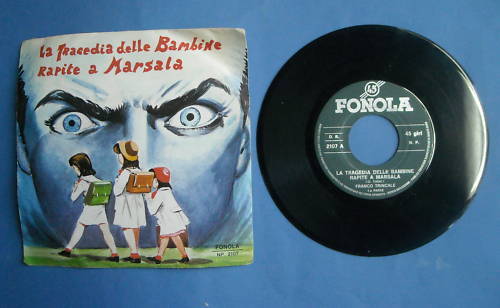 La Tragedia delle Bambine
Rapite a Marsala
FONOLA
NP. 2107
45
FONOLA
D. R.
2107 A
45 giri
N. P.
LA TRAGEDIA DELLE BAMBINE
RAPITE A MARSALA
FRANCO TRINCALE